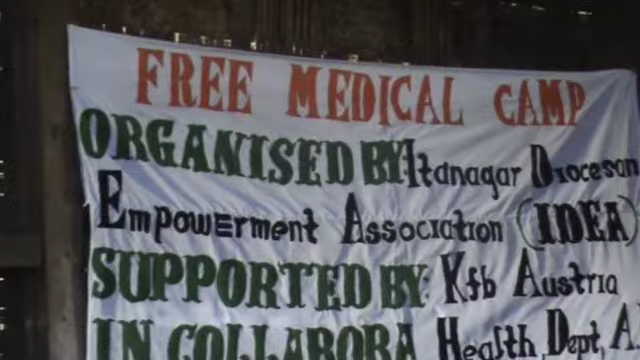 FREE MEDICAL CAMP
ORGANISED BY: Itanagar Diocesan
Empowerment Association (IDEA)
SUPPORTED BY: Kfb Austria
IN COLLABORA Health Dept, A.